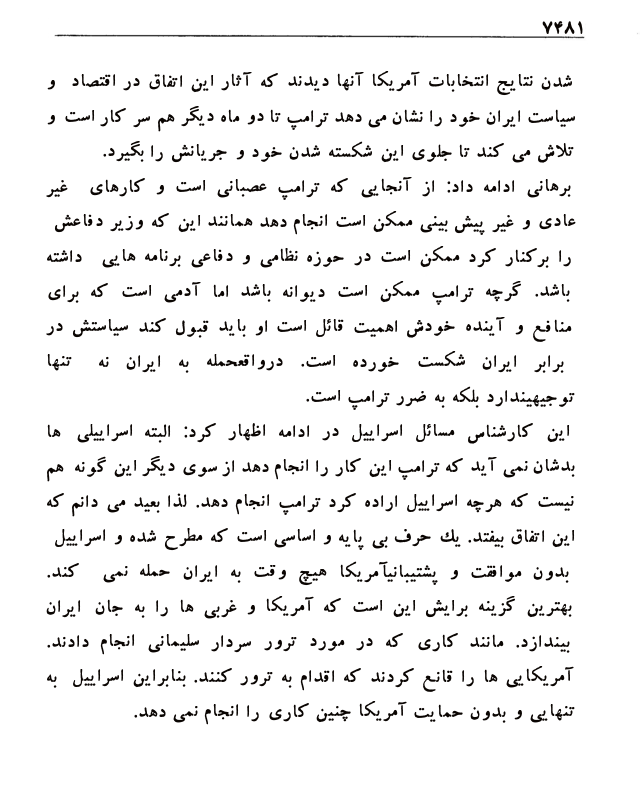 ۷۴۸۱
شدن نتایج انتخابات آمریکا آنها دیدند که آثار این اتفاق در اقتصاد و
سیاست ایران خود را نشان می دهد ترامپ تا دو ماه دیگر هم سر کار است و
تلاش می کند تا جلوی این شکسته شدن خود و جریانش را بگیرد.
برهانی ادامه داد: از آنجایی که ترامپ عصبانی است و کارهای غیر
عادی و غیر پیش بینی ممکن است انجام دهد همانند این که وزیر دفاعش
را برکنار کرد ممکن است در حوزه نظامی و دفاعی برنامه هایی داشته
باشد. گرچه ترامپ ممکن است دیوانه باشد اما آدمی است که برای
منافع و آینده خودش اهمیت قائل است او باید قبول کند سیاستش در
برابر ایران شکست خورده است. درواقعحمله به ایران نه تنها
توجیهیندارد بلکه به ضرر ترامپ است.
این کارشناس مسائل اسراییل در ادامه اظهار کرد: البته اسراییلی ها
بدشان نمی آید که ترامپ این کار را انجام دهد از سوی دیگر این گونه هم
نیست که هرچه اسراییل اراده کرد ترامپ انجام دهد. لذا بعید می دانم که
این اتفاق بیفتد. یك حرف بی پایه و اساسی است که مطرح شده و اسراییل
بدون موافقت و پشتیبانیآمریکا هیچ وقت به ایران حمله نمی کند.
بهترین گزینه برایش این است که آمریکا و غربی ها را به جان ایران
بیندازد. مانند کاری که در مورد ترور سردار سلیمانی انجام دادند.
آمریکایی ها را قانع کردند که اقدام به ترور کنند. بنابراین اسراییل به
تنهایی و بدون حمایت آمریکا چنین کاری را انجام نمی دهد.